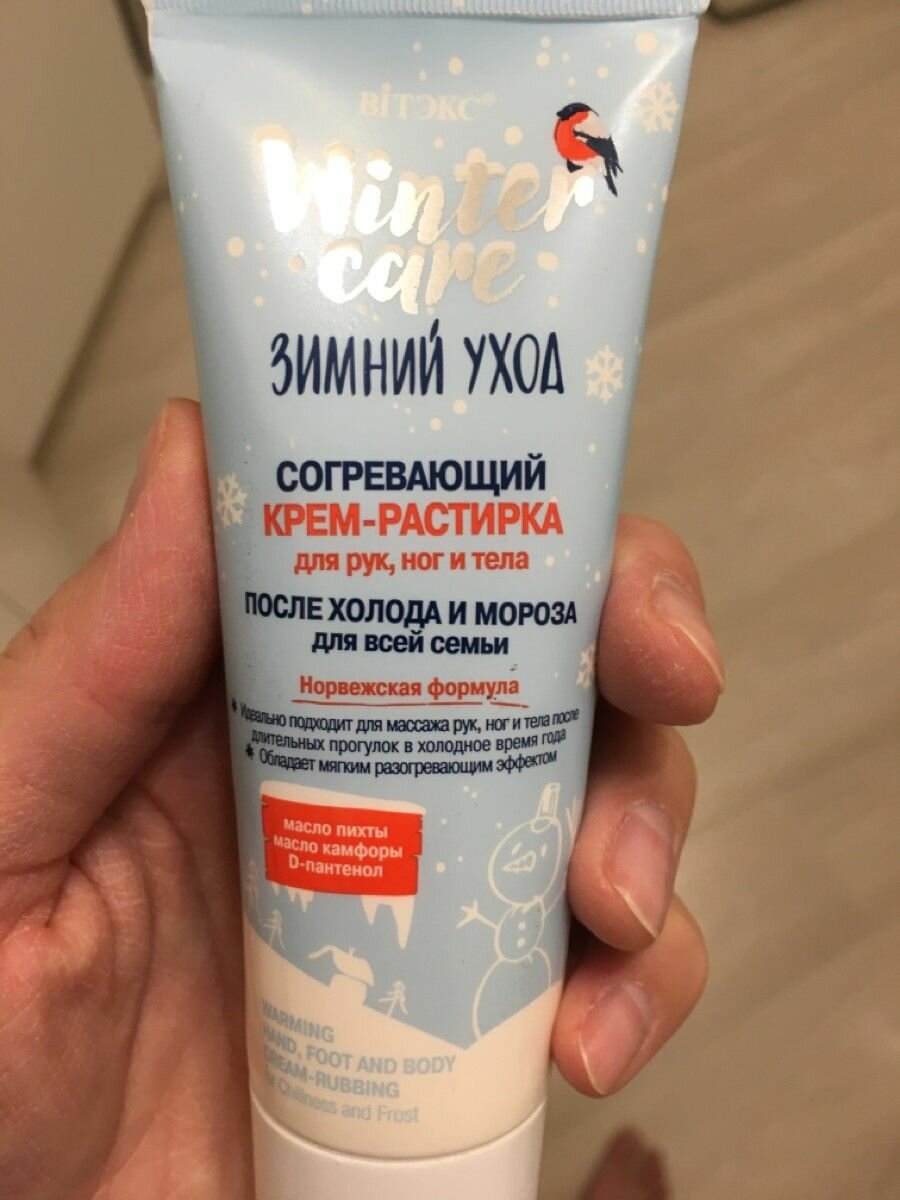 ВІТЭКС®
Winter
care
ЗИМНИЙ УХОД
СОГРЕВАЮЩИЙ
КРЕМ-РАСТИРКА
для рук, ног и тела
ПОСЛЕ ХОЛОДА И МОРОЗА
для всей семьи
Норвежская формула
* Идеально подходит для массажа рук, ног и тела после
длительных прогулок в холодное время года
* Обладает мягким разогревающим эффектом
масло пихты
масло камфоры
D-пантенол
WARMING
HAND, FOOT AND BODY
CREAM-RUBBING
for Chillness and Frost